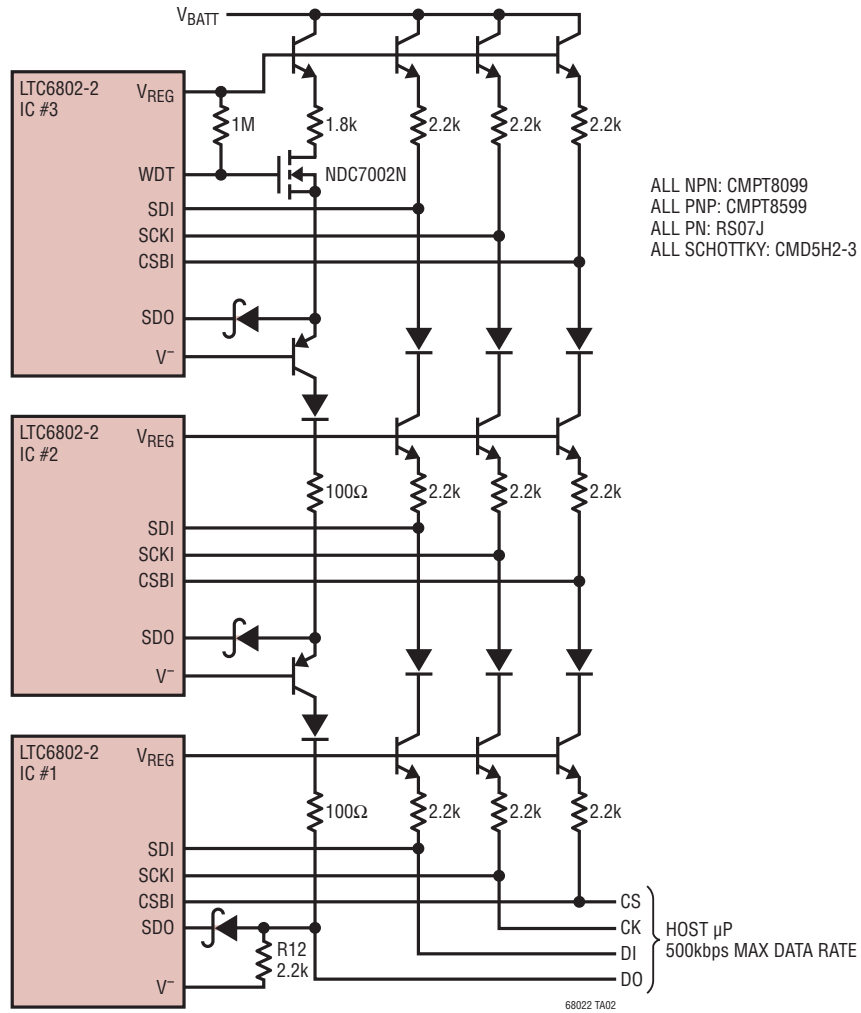 VBATT
LTC6802-2
IC #3
VREG
1M
1.8k
2.2k
2.2k
2.2k
WDT
NDC7002N
SDI
SCKI
CSBI
SDO
V–
ALL NPN: CMPT8099
ALL PNP: CMPT8599
ALL PN: RS07J
ALL SCHOTTKY: CMD5H2-3
LTC6802-2
IC #2
VREG
100Ω
2.2k
2.2k
2.2k
SDI
SCKI
CSBI
SDO
V–
LTC6802-2
IC #1
VREG
100Ω
2.2k
2.2k
2.2k
SDI
SCKI
CSBI
SDO
R12
2.2k
V–
CS
CK
DI
DO
HOST µP
500kbps MAX DATA RATE
68022 TA02